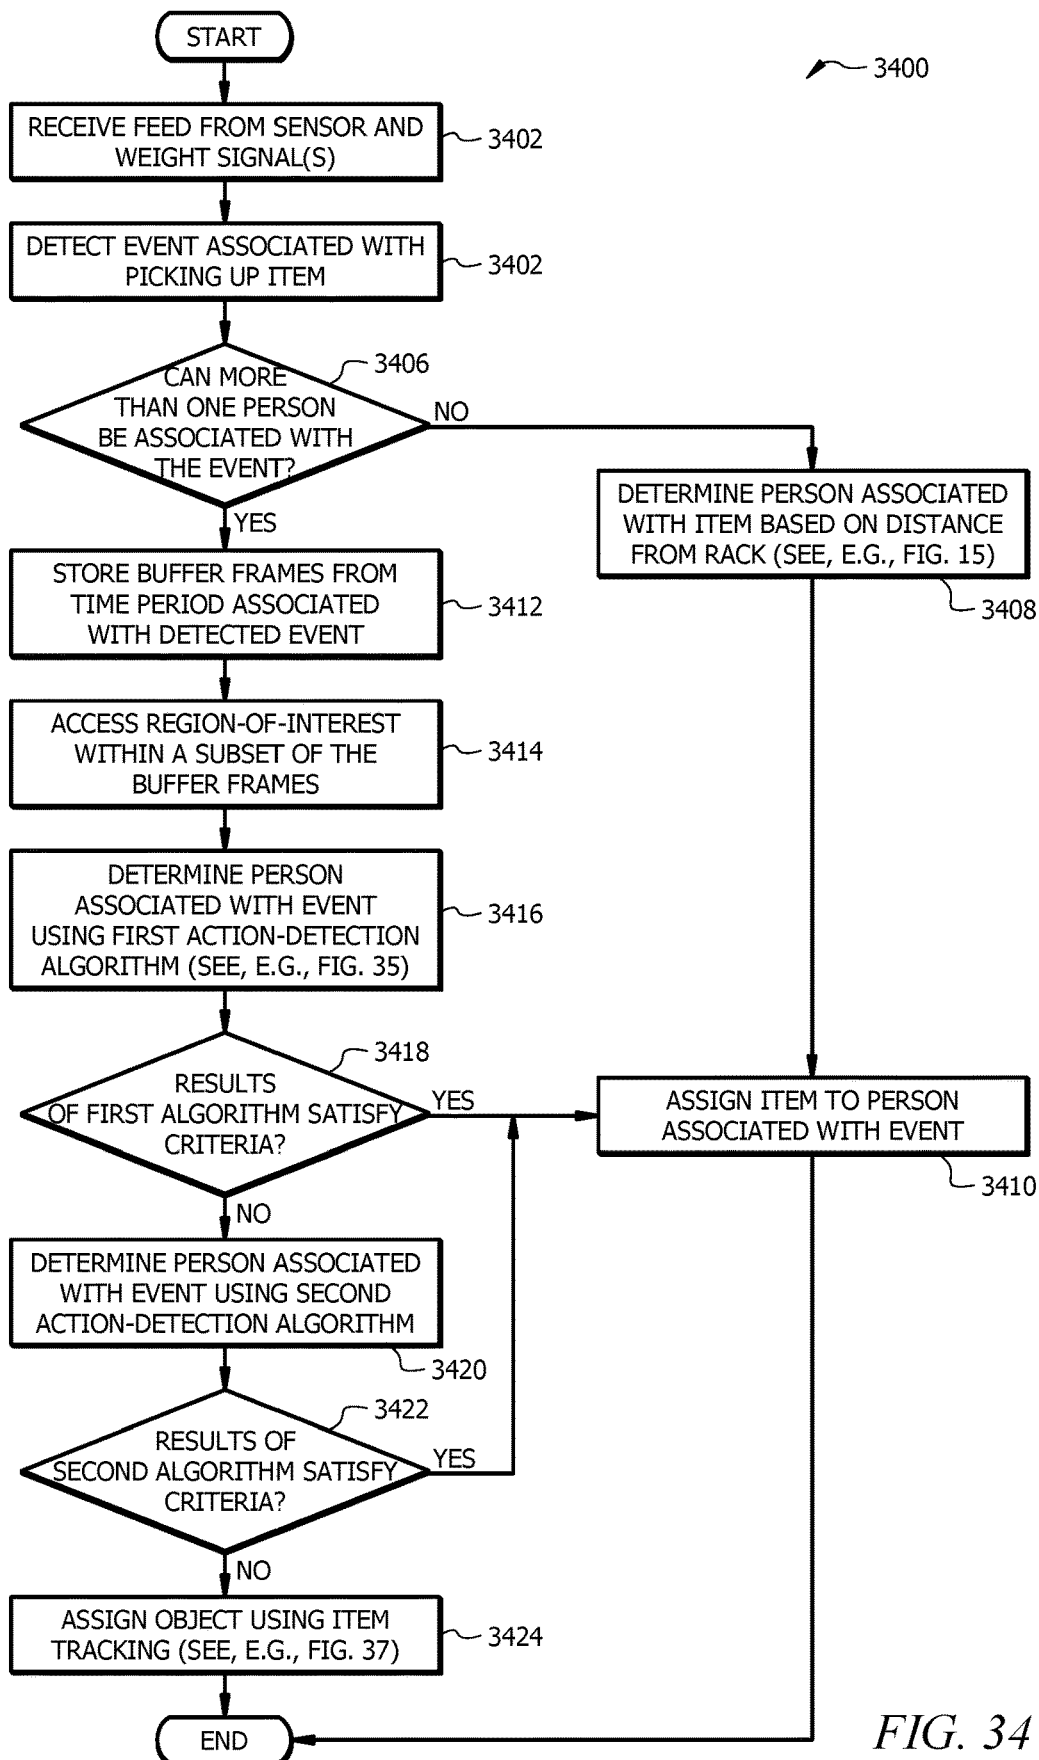 START
3400
RECEIVE FEED FROM SENSOR AND
WEIGHT SIGNAL(S)
3402
DETECT EVENT ASSOCIATED WITH
PICKING UP ITEM
3402
3406
CAN MORE
THAN ONE PERSON
BE ASSOCIATED WITH
THE EVENT?
NO
YES
DETERMINE PERSON ASSOCIATED
WITH ITEM BASED ON DISTANCE
FROM RACK (SEE, E.G., FIG. 15)
3408
STORE BUFFER FRAMES FROM
TIME PERIOD ASSOCIATED
WITH DETECTED EVENT
3412
ACCESS REGION-OF-INTEREST
WITHIN A SUBSET OF THE
BUFFER FRAMES
3414
DETERMINE PERSON
ASSOCIATED WITH EVENT
USING FIRST ACTION-DETECTION
ALGORITHM (SEE, E.G., FIG. 35)
3416
3418
RESULTS
OF FIRST ALGORITHM SATISFY
CRITERIA?
YES
NO
ASSIGN ITEM TO PERSON
ASSOCIATED WITH EVENT
3410
DETERMINE PERSON ASSOCIATED
WITH EVENT USING SECOND
ACTION-DETECTION ALGORITHM
3420
3422
RESULTS OF
SECOND ALGORITHM SATISFY
CRITERIA?
YES
NO
ASSIGN OBJECT USING ITEM
TRACKING (SEE, E.G., FIG. 37)
3424
END
FIG. 34